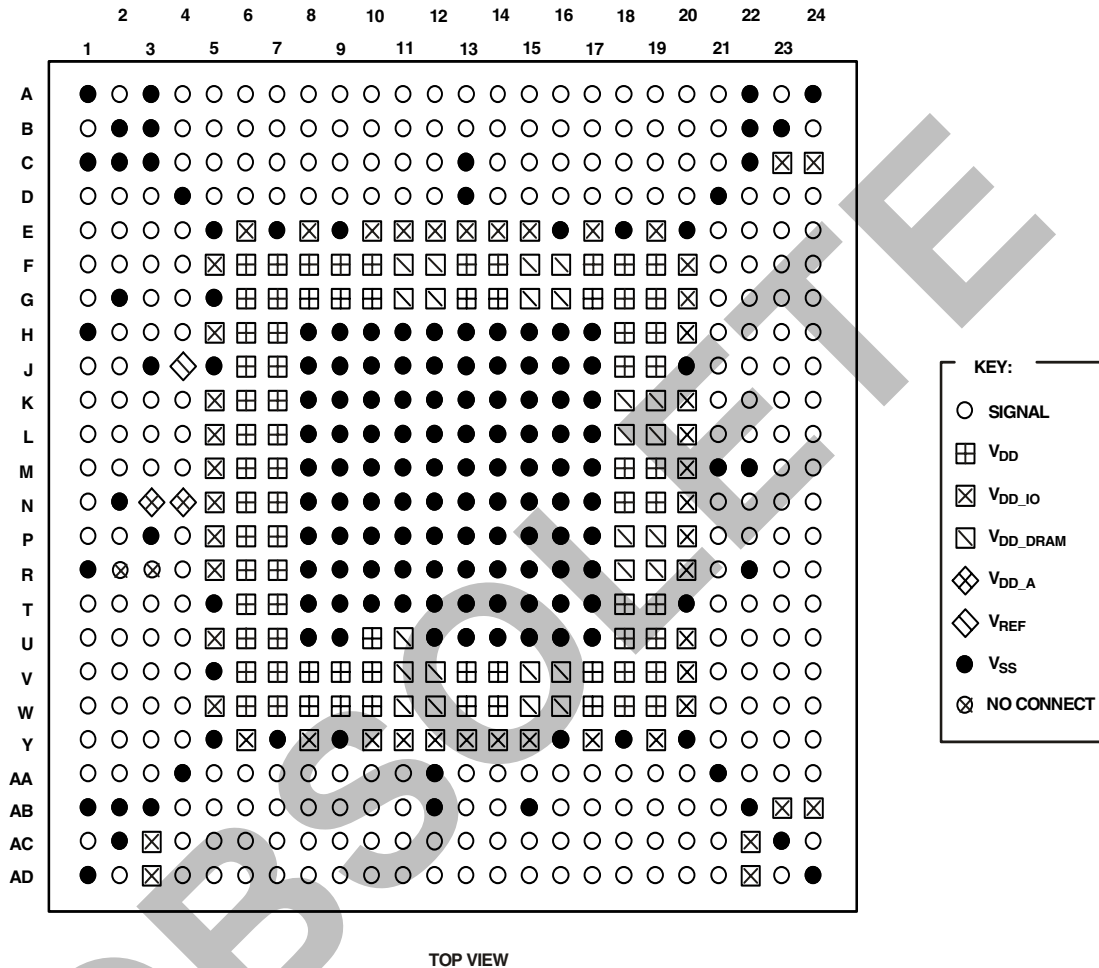 2 4 6 8 10 12 14 16 18 20 22 24
1 3 5 7 9 11 13 15 17 19 21 23
A
B
C
D
E
F
G
H
J
K
L
M
N
P
R
T
U
V
W
Y
AA
AB
AC
AD
KEY:
SIGNAL
VDD
VDD_IO
VDD_DRAM
VDD_A
VREF
VSS
NO CONNECT
TOP VIEW
OBSOLETE